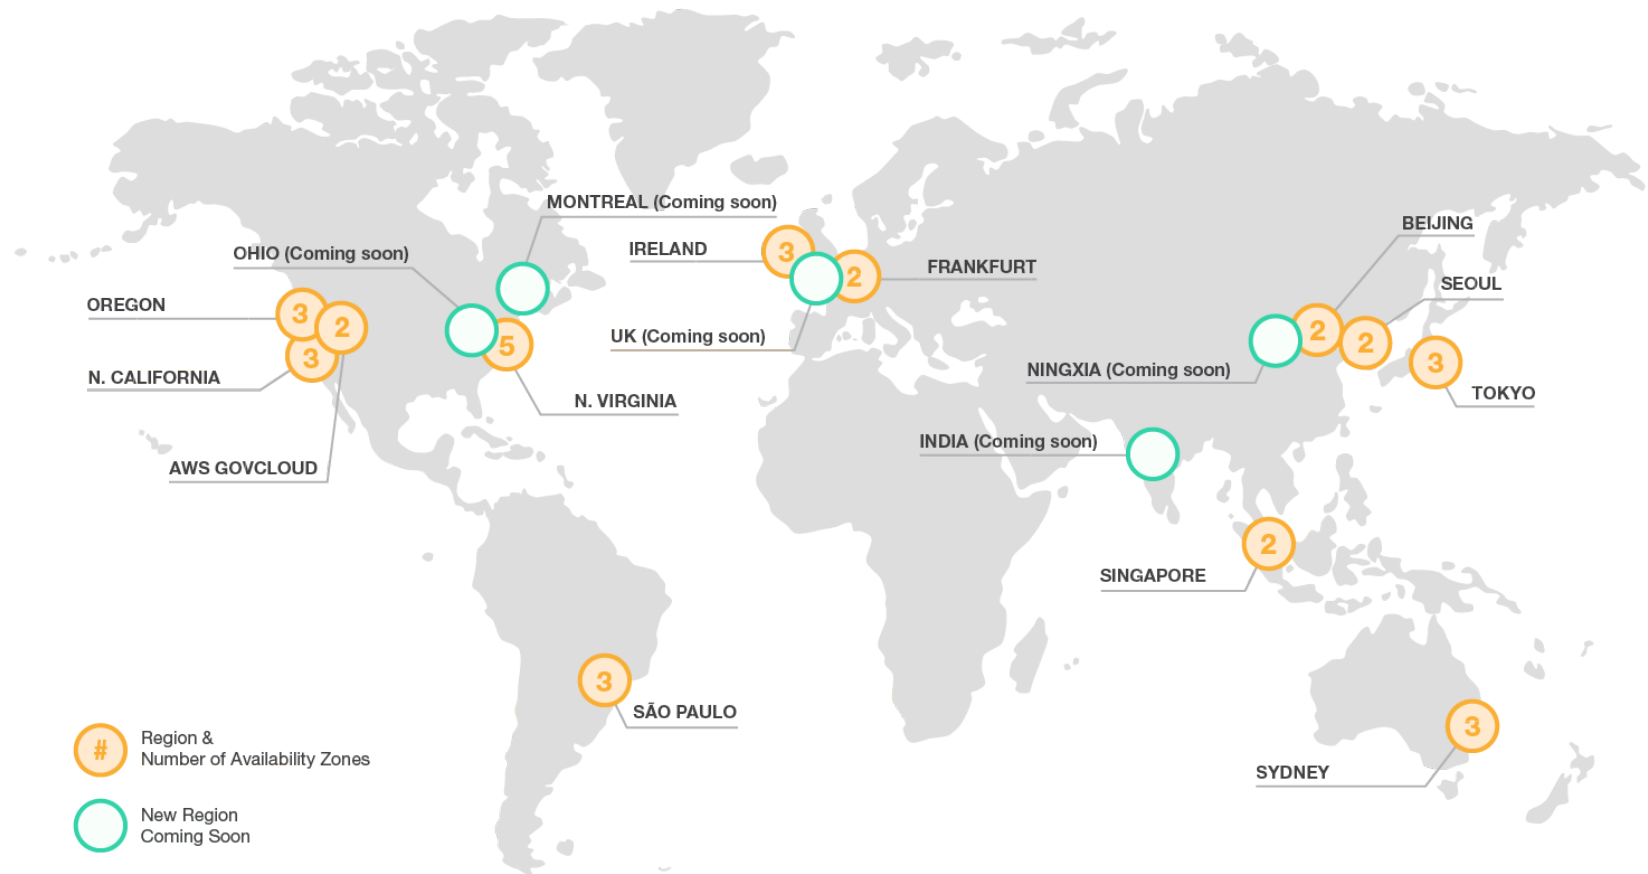 MONTREAL (Coming soon)
OHIO (Coming soon)
OREGON
3
2
3
N. CALIFORNIA
AWS GOVCLOUD
5
N. VIRGINIA
IRELAND
3
2
FRANKFURT
UK (Coming soon)
BEIJING
SEOUL
2
2
3
NINGXIA (Coming soon)
TOKYO
INDIA (Coming soon)
2
SINGAPORE
3
SÃO PAULO
3
SYDNEY
#
Region &
Number of Availability Zones
New Region
Coming Soon